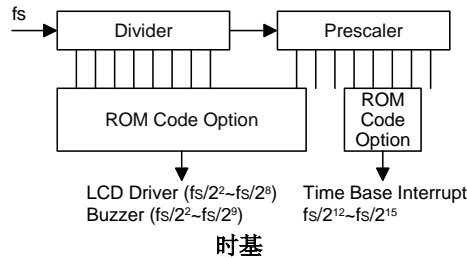 fs
Divider
Prescaler
ROM Code Option
ROM
Code
Option
LCD Driver (fs/2²~fs/2⁸)
Buzzer (fs/2²~fs/2⁹)
Time Base Interrupt
fs/2¹²~fs/2¹⁵
时基